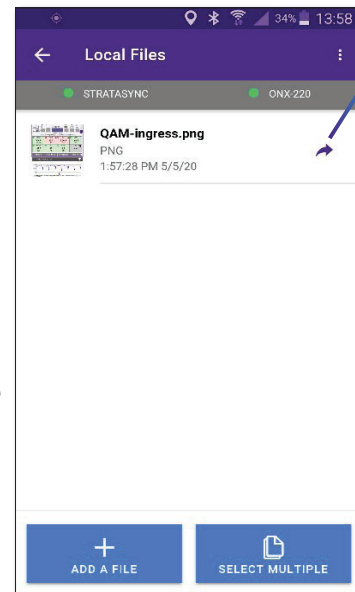 34% 13:58
Local Files
STRATASYNC ONX-220
QAM-ingress.png
PNG
1:57:28 PM 5/5/20
ADD A FILE SELECT MULTIPLE